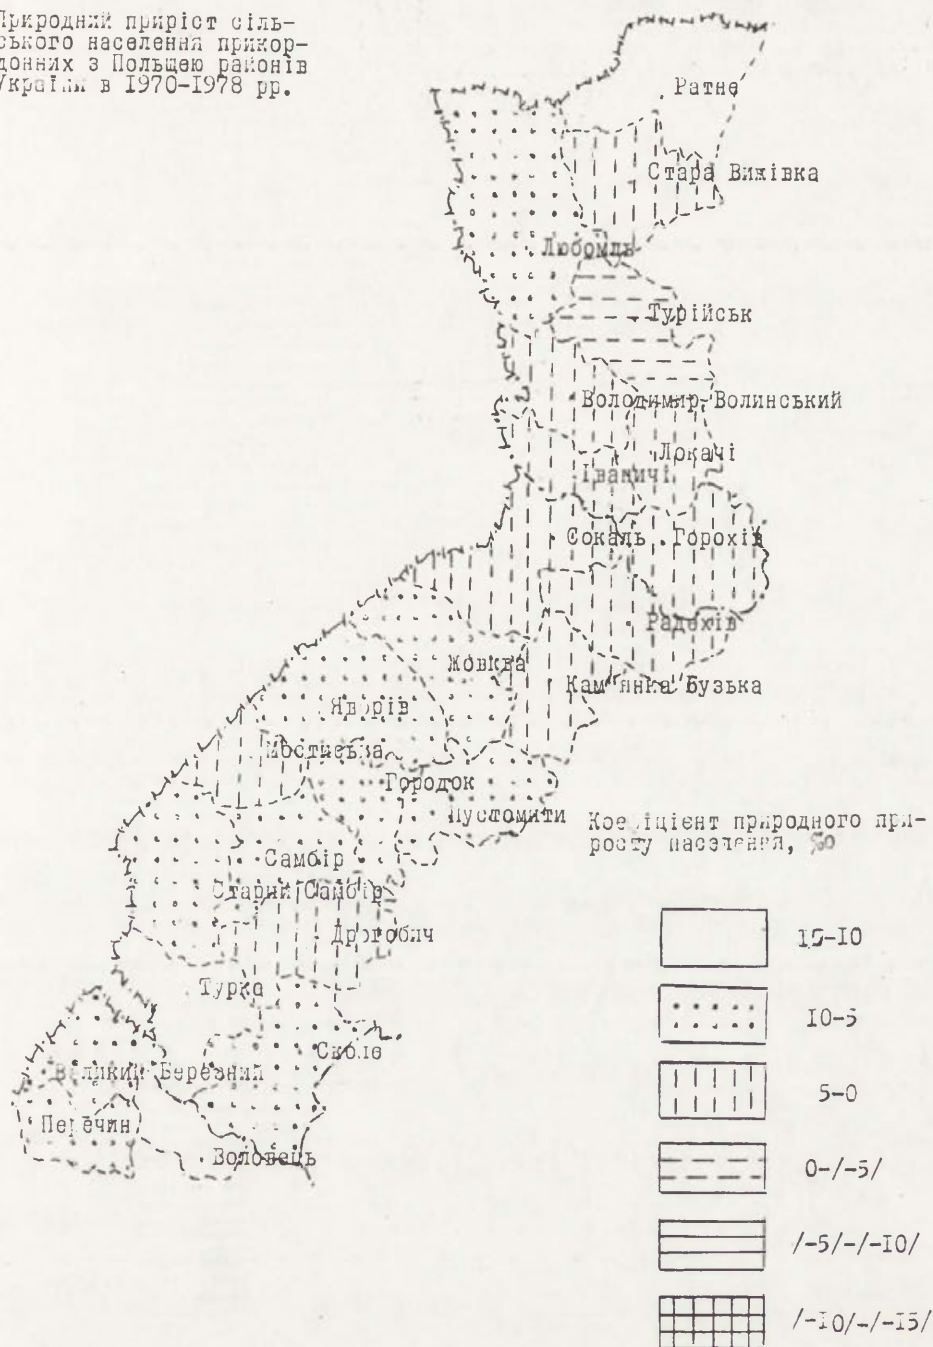 Природний приріст сіль-
ського населення прикор-
донних з Польщею районів
України в 1970-1978 рр.
Ратне
Стара Вижівка
Любомль
Турійськ
Володимир-Волинський
Локачі
Іваничі
Сокаль
Горохів
Радехів
Жовква
Кам"янка Бузька
Яворів
Мостиська
Городок
Пустомити
Коефіцієнт природного при-
росту населення, ‰
Самбір
Старий Самбір
Дрогобич
Турка
Сколе
Великий Березний
Перечин
Воловець
15-10
10-5
5-0
0-/-5/
/-5/-/-10/
/-10/-/-15/